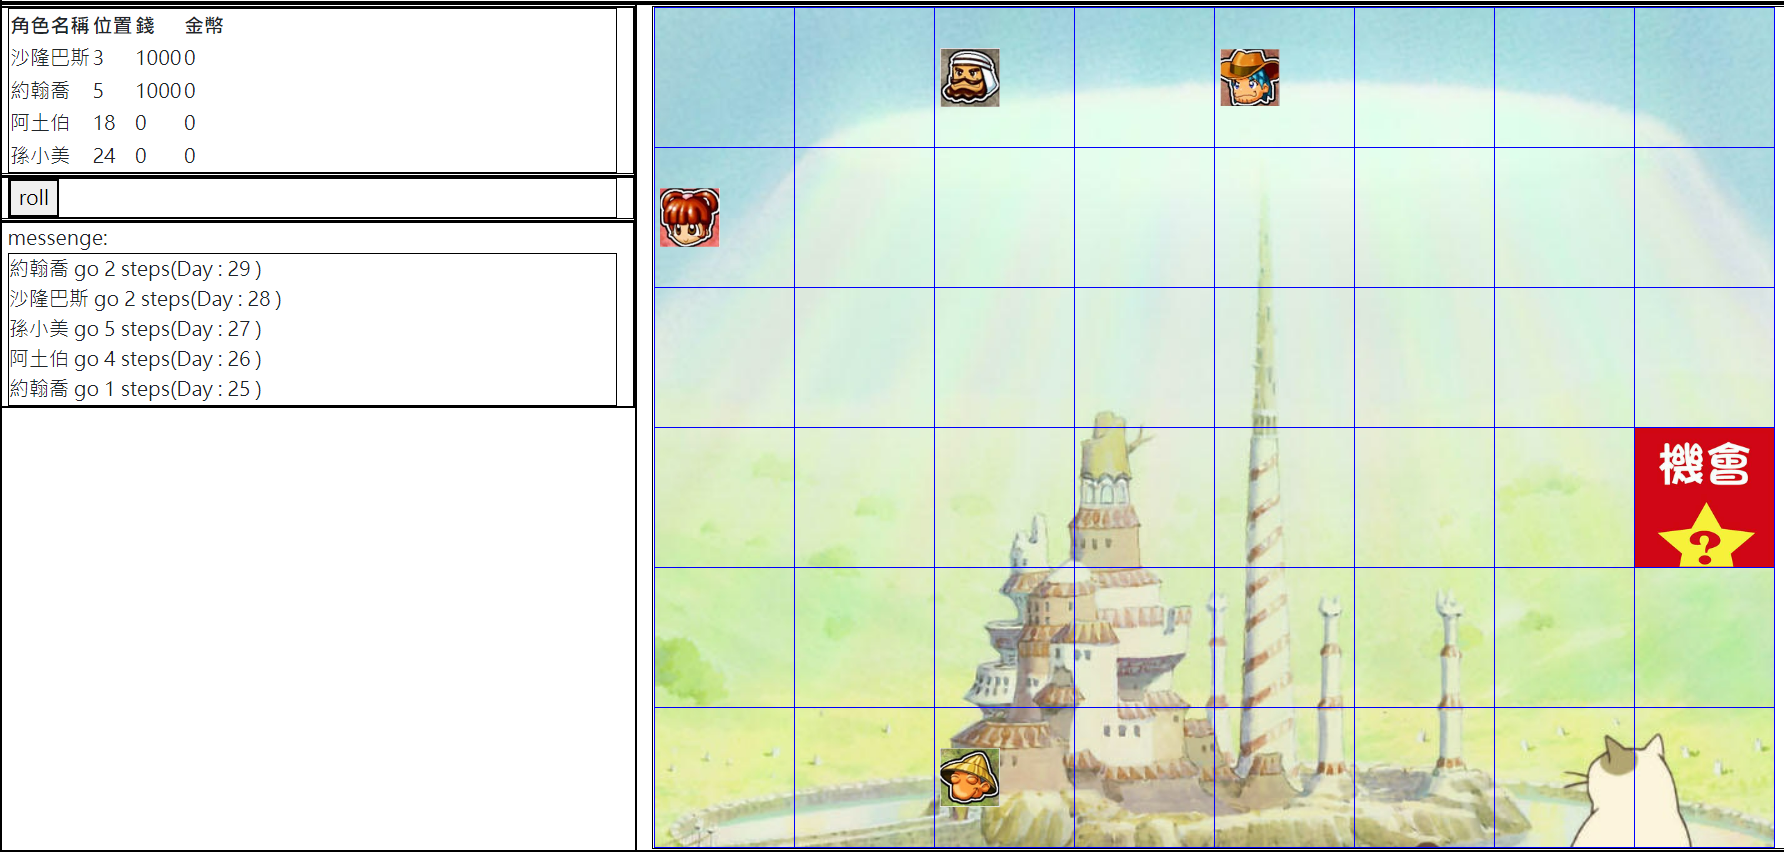 角色名稱 位置 錢 金幣
沙隆巴斯 3 1000 0
約翰喬 5 1000 0
阿土伯 18 0 0
孫小美 24 0 0
roll
messenge:
約翰喬 go 2 steps(Day : 29 )
沙隆巴斯 go 2 steps(Day : 28 )
孫小美 go 5 steps(Day : 27 )
阿土伯 go 4 steps(Day : 26 )
約翰喬 go 1 steps(Day : 25 )
機會
?